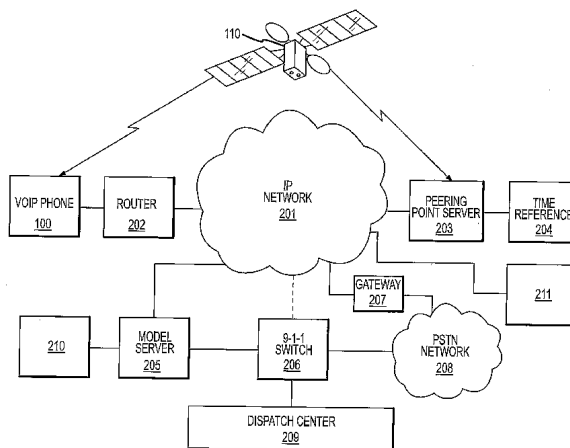 110
IP
NETWORK
201
VOIP PHONE
100
ROUTER
202
PEERING
POINT SERVER
203
TIME
REFERENCE
204
GATEWAY
207
211
210
MODEL
SERVER
205
9-1-1
SWITCH
206
PSTN
NETWORK
208
DISPATCH CENTER
209